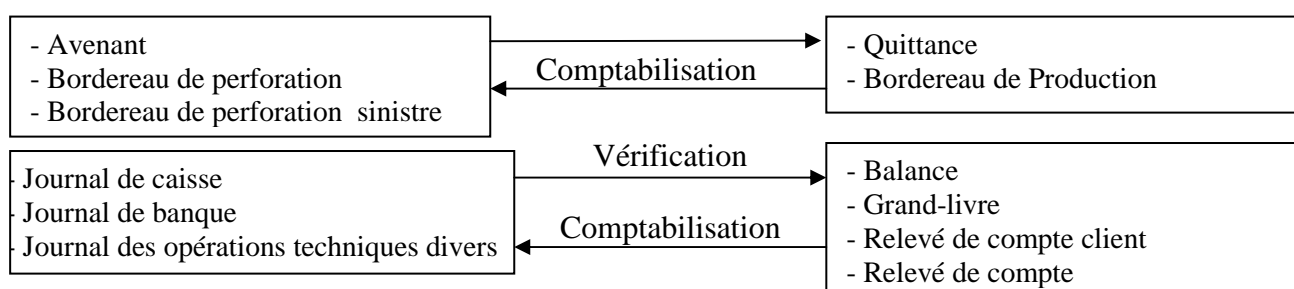 - Avenant
- Bordereau de perforation
- Bordereau de perforation sinistre
Comptabilisation
- Quittance
- Bordereau de Production
- Journal de caisse
- Journal de banque
- Journal des opérations techniques divers
Vérification
Comptabilisation
- Balance
- Grand-livre
- Relevé de compte client
- Relevé de compte